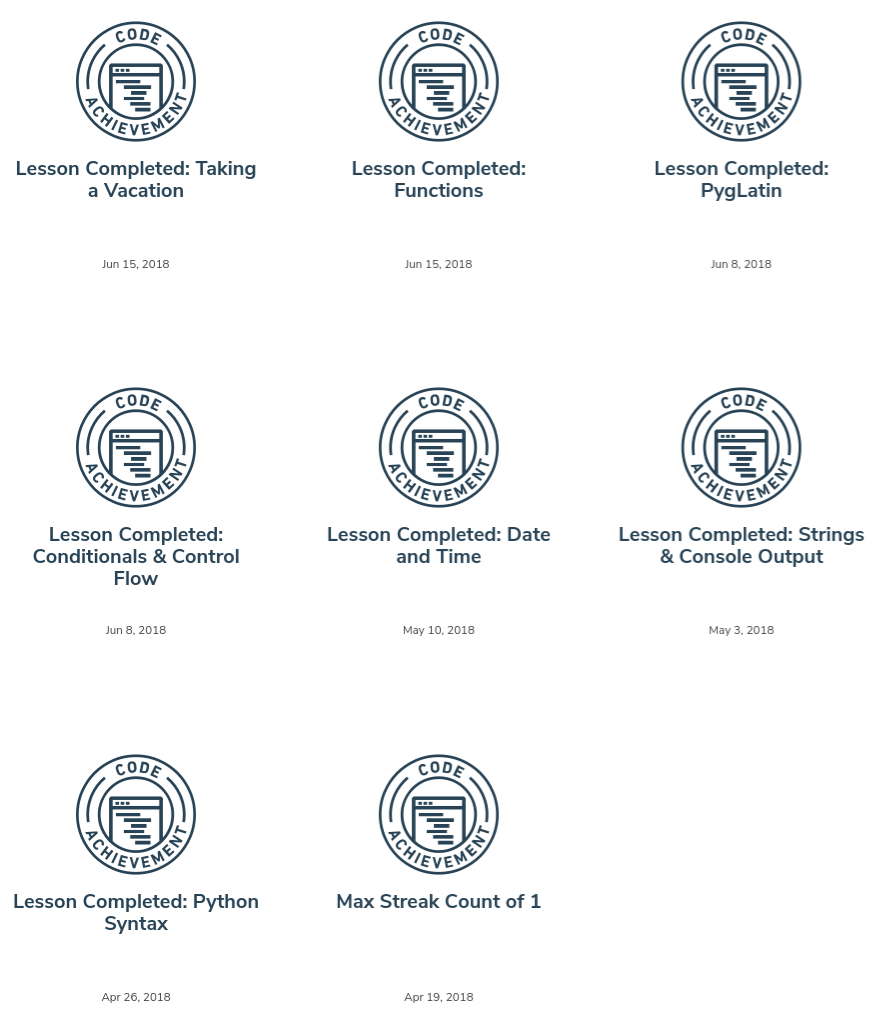 CODE
ACHIEVEMENT
Lesson Completed: Taking
a Vacation
Jun 15, 2018
CODE
ACHIEVEMENT
Lesson Completed:
Functions
Jun 15, 2018
CODE
ACHIEVEMENT
Lesson Completed:
PygLatin
Jun 8, 2018
CODE
ACHIEVEMENT
Lesson Completed:
Conditionals & Control
Flow
Jun 8, 2018
CODE
ACHIEVEMENT
Lesson Completed: Date
and Time
May 10, 2018
CODE
ACHIEVEMENT
Lesson Completed: Strings
& Console Output
May 3, 2018
CODE
ACHIEVEMENT
Lesson Completed: Python
Syntax
Apr 26, 2018
CODE
ACHIEVEMENT
Max Streak Count of 1
Apr 19, 2018